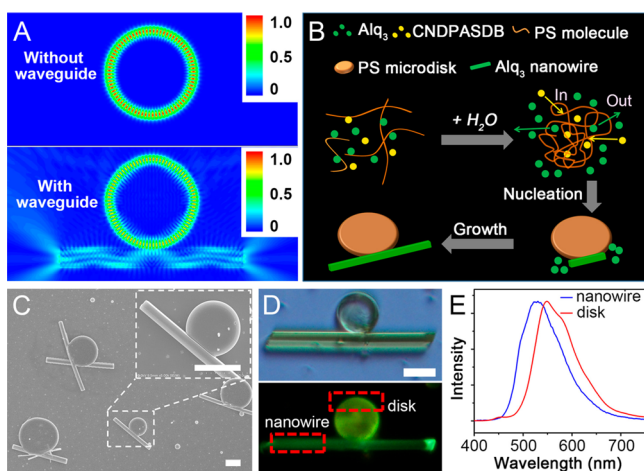 A
Without
waveguide
1.0
0.5
0
With
waveguide
1.0
0.5
0
B
Alq3 CNDPASDB PS molecule
PS microdisk Alq3 nanowire
+ H2O
In
Out
Nucleation
Growth
C
D
nanowire
disk
E
nanowire
disk
Intensity
400 500 600 700
Wavelength (nm)